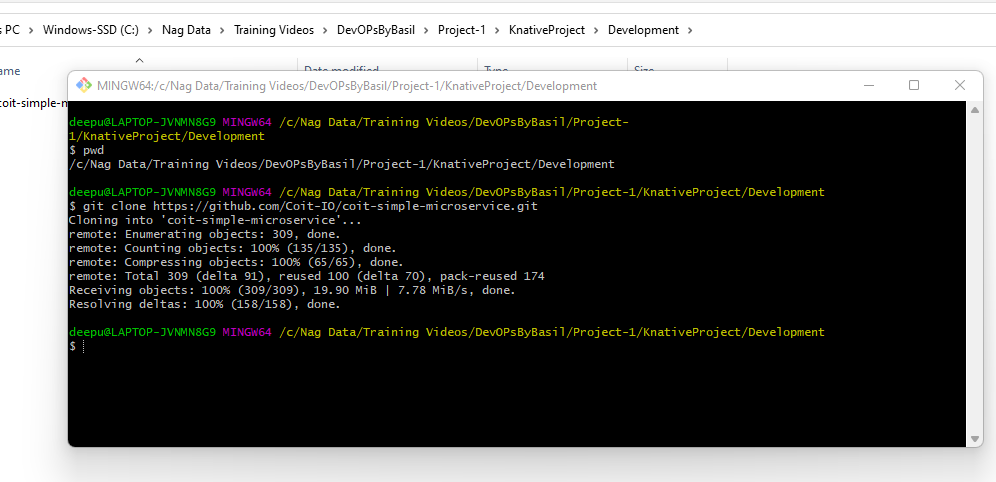 s PC > Windows-SSD (C:) > Nag Data > Training Videos > DevOPsByBasil > Project-1 > KnativeProject > Development >
ame Date modified Type Size
coit-simple-m
MINGW64:/c/Nag Data/Training Videos/DevOPsByBasil/Project-1/KnativeProject/Development
deepu@LAPTOP-JVNMN8G9 MINGW64 /c/Nag Data/Training Videos/DevOPsByBasil/Project-
1/KnativeProject/Development
$ pwd
/c/Nag Data/Training Videos/DevOPsByBasil/Project-1/KnativeProject/Development
deepu@LAPTOP-JVNMN8G9 MINGW64 /c/Nag Data/Training Videos/DevOPsByBasil/Project-1/KnativeProject/Development
$ git clone https://github.com/Coit-IO/coit-simple-microservice.git
Cloning into 'coit-simple-microservice'...
remote: Enumerating objects: 309, done.
remote: Counting objects: 100% (135/135), done.
remote: Compressing objects: 100% (65/65), done.
remote: Total 309 (delta 91), reused 100 (delta 70), pack-reused 174
Receiving objects: 100% (309/309), 19.90 MiB | 7.78 MiB/s, done.
Resolving deltas: 100% (158/158), done.
deepu@LAPTOP-JVNMN8G9 MINGW64 /c/Nag Data/Training Videos/DevOPsByBasil/Project-1/KnativeProject/Development
$